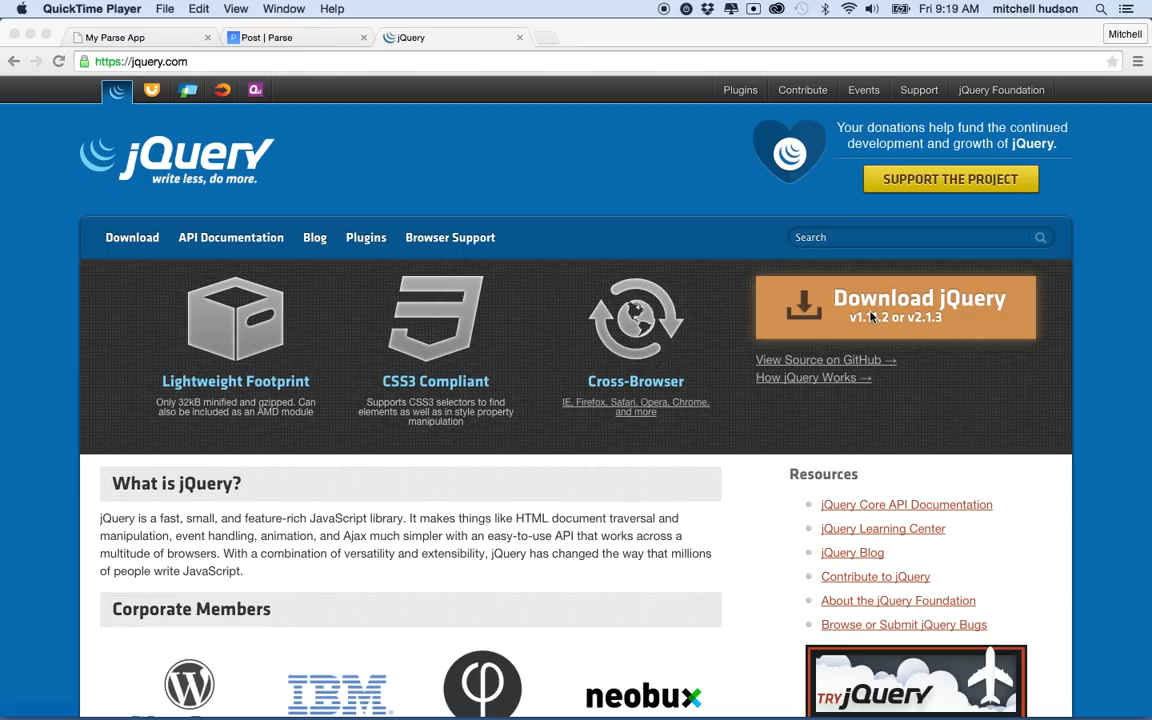 QuickTime Player File Edit View Window Help Fri 9:19 AM mitchell hudson
My Parse App
Post | Parse
jQuery
Mitchell
https://jquery.com
Qu
Plugins Contribute Events Support jQuery Foundation
jQuery
write less, do more.
Your donations help fund the continued
development and growth of jQuery.
SUPPORT THE PROJECT
Download API Documentation Blog Plugins Browser Support
Search
Download jQuery
or v2.1.3
View Source on GitHub →
How jQuery Works →
Lightweight Footprint
Only 32kB minified and gzipped. Can
also be included as an AMD module
CSS3 Compliant
Supports CSS3 selectors to find
elements as well as in style property
manipulation
Cross-Browser
IE, Firefox, Safari, Opera, Chrome,
and more
What is jQuery?
jQuery is a fast, small, and feature-rich JavaScript library. It makes things like HTML document traversal and
manipulation, event handling, animation, and Ajax much simpler with an easy-to-use API that works across a
multitude of browsers. With a combination of versatility and extensibility, jQuery has changed the way that millions
of people write JavaScript.
Corporate Members
W
IBM
neobux
Resources
jQuery Core API Documentation
jQuery Learning Center
jQuery Blog
Contribute to jQuery
About the jQuery Foundation
Browse or Submit jQuery Bugs
TRY jQuery